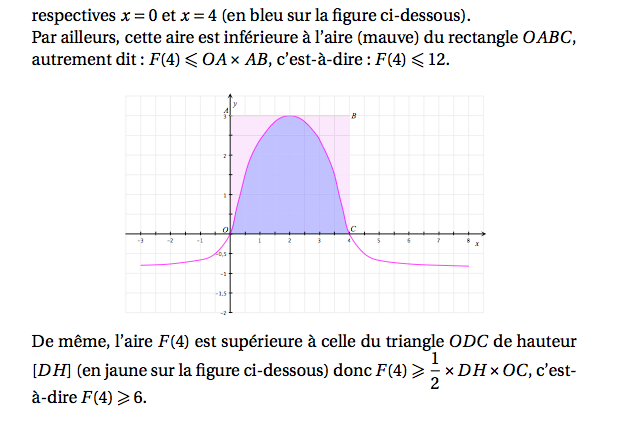 respectives x = 0 et x = 4 (en bleu sur la figure ci-dessous).
Par ailleurs, cette aire est inférieure à l'aire (mauve) du rectangle OABC,
autrement dit : F(4) ⩽ OA × AB, c'est-à-dire : F(4) ⩽ 12.
y
A
3
B
2
1
O
C
-3 -2 -1 1 2 3 4 5 6 7 8 x
-0,5
-1
-1,5
-2
De même, l'aire F(4) est supérieure à celle du triangle ODC de hauteur
[DH] (en jaune sur la figure ci-dessous) donc F(4) ⩾ 1/2 × DH × OC, c'est-
à-dire F(4) ⩾ 6.